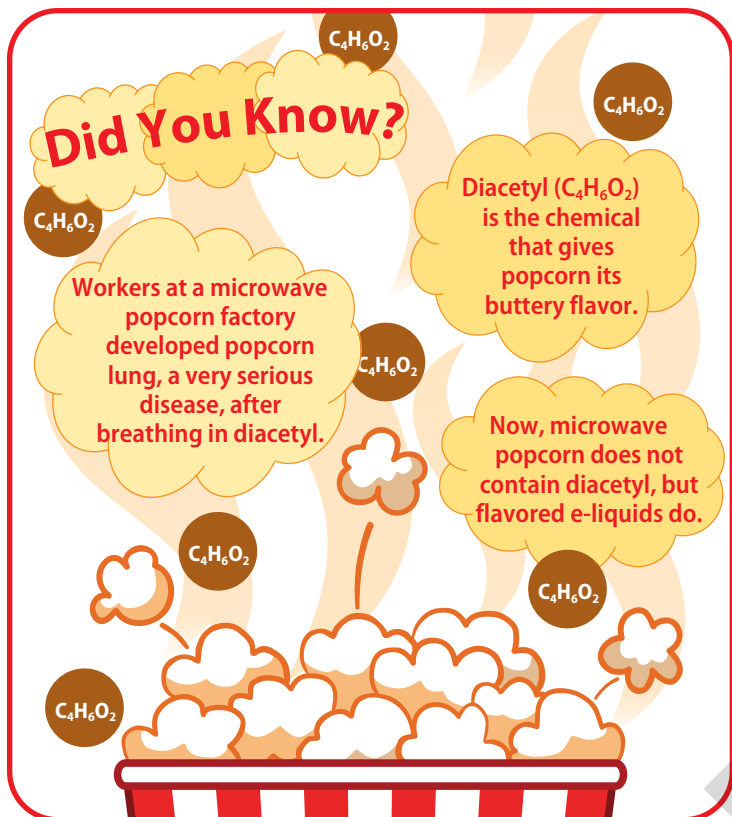 C₄H₆O₂
Did You Know?
C₄H₆O₂
C₄H₆O₂
Diacetyl (C₄H₆O₂)
is the chemical
that gives
popcorn its
buttery flavor.
Workers at a microwave
popcorn factory
developed popcorn
lung, a very serious
disease, after
breathing in diacetyl.
C₄H₆O₂
Now, microwave
popcorn does not
contain diacetyl, but
flavored e-liquids do.
C₄H₆O₂
C₄H₆O₂
C₄H₆O₂